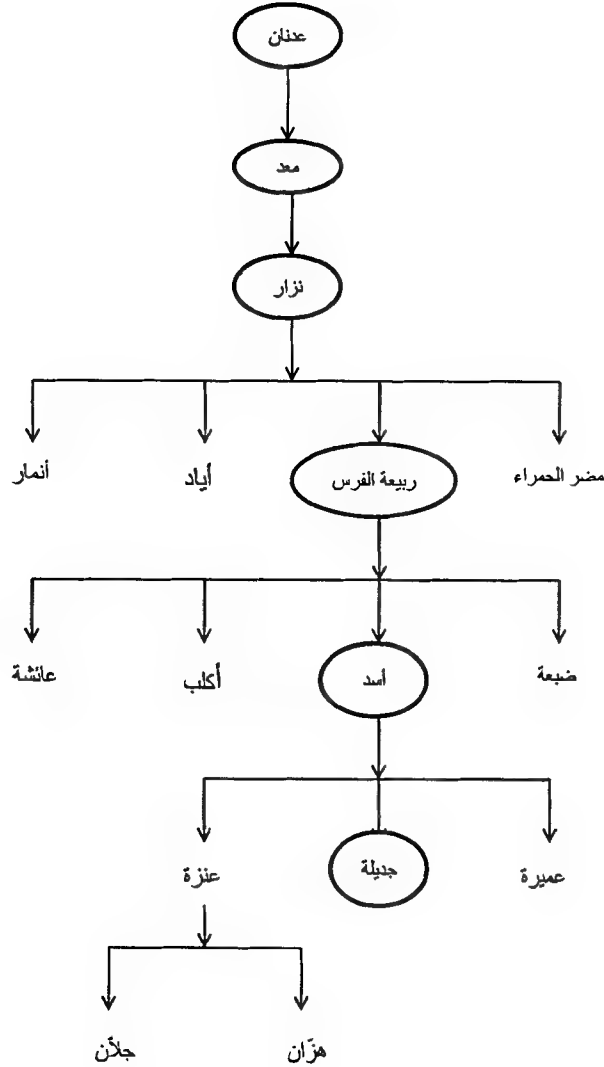 عدنان
معد
نزار
مضر الحمراء
ربيعة الفرس
أياد
أنمار
ضبعة
أسد
أكلب
عائشة
عميرة
جديلة
عنزة
هزّان
جلاّن